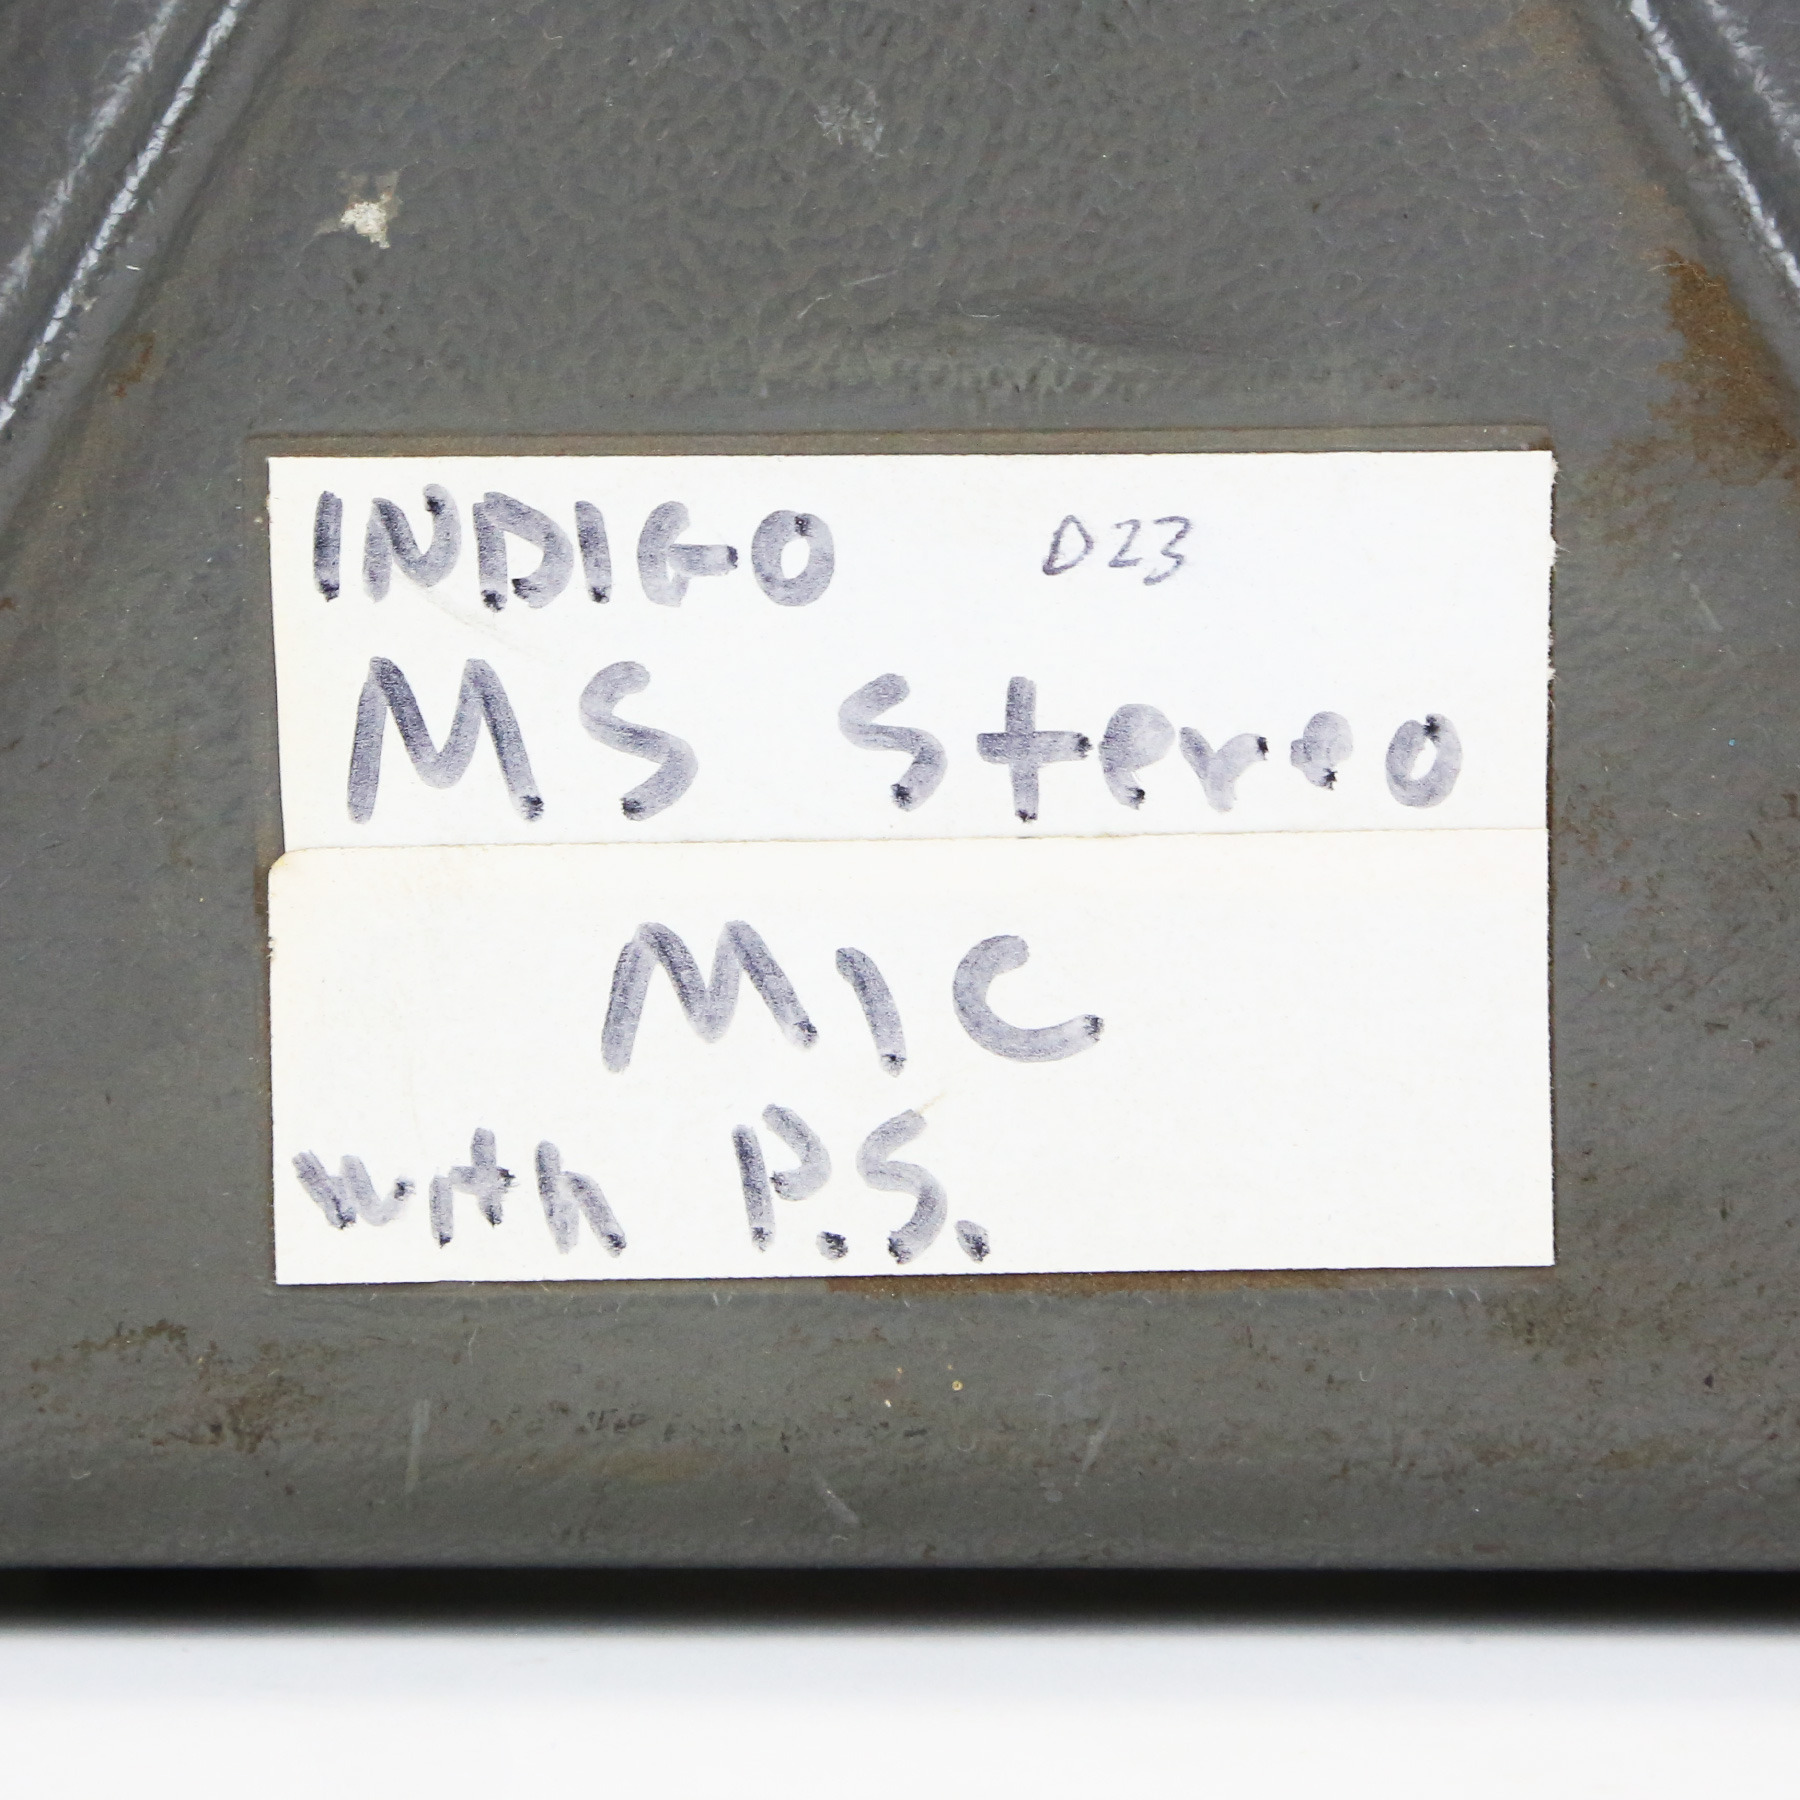 INDIGO D23
MS Stereo
MIC
with P.S.